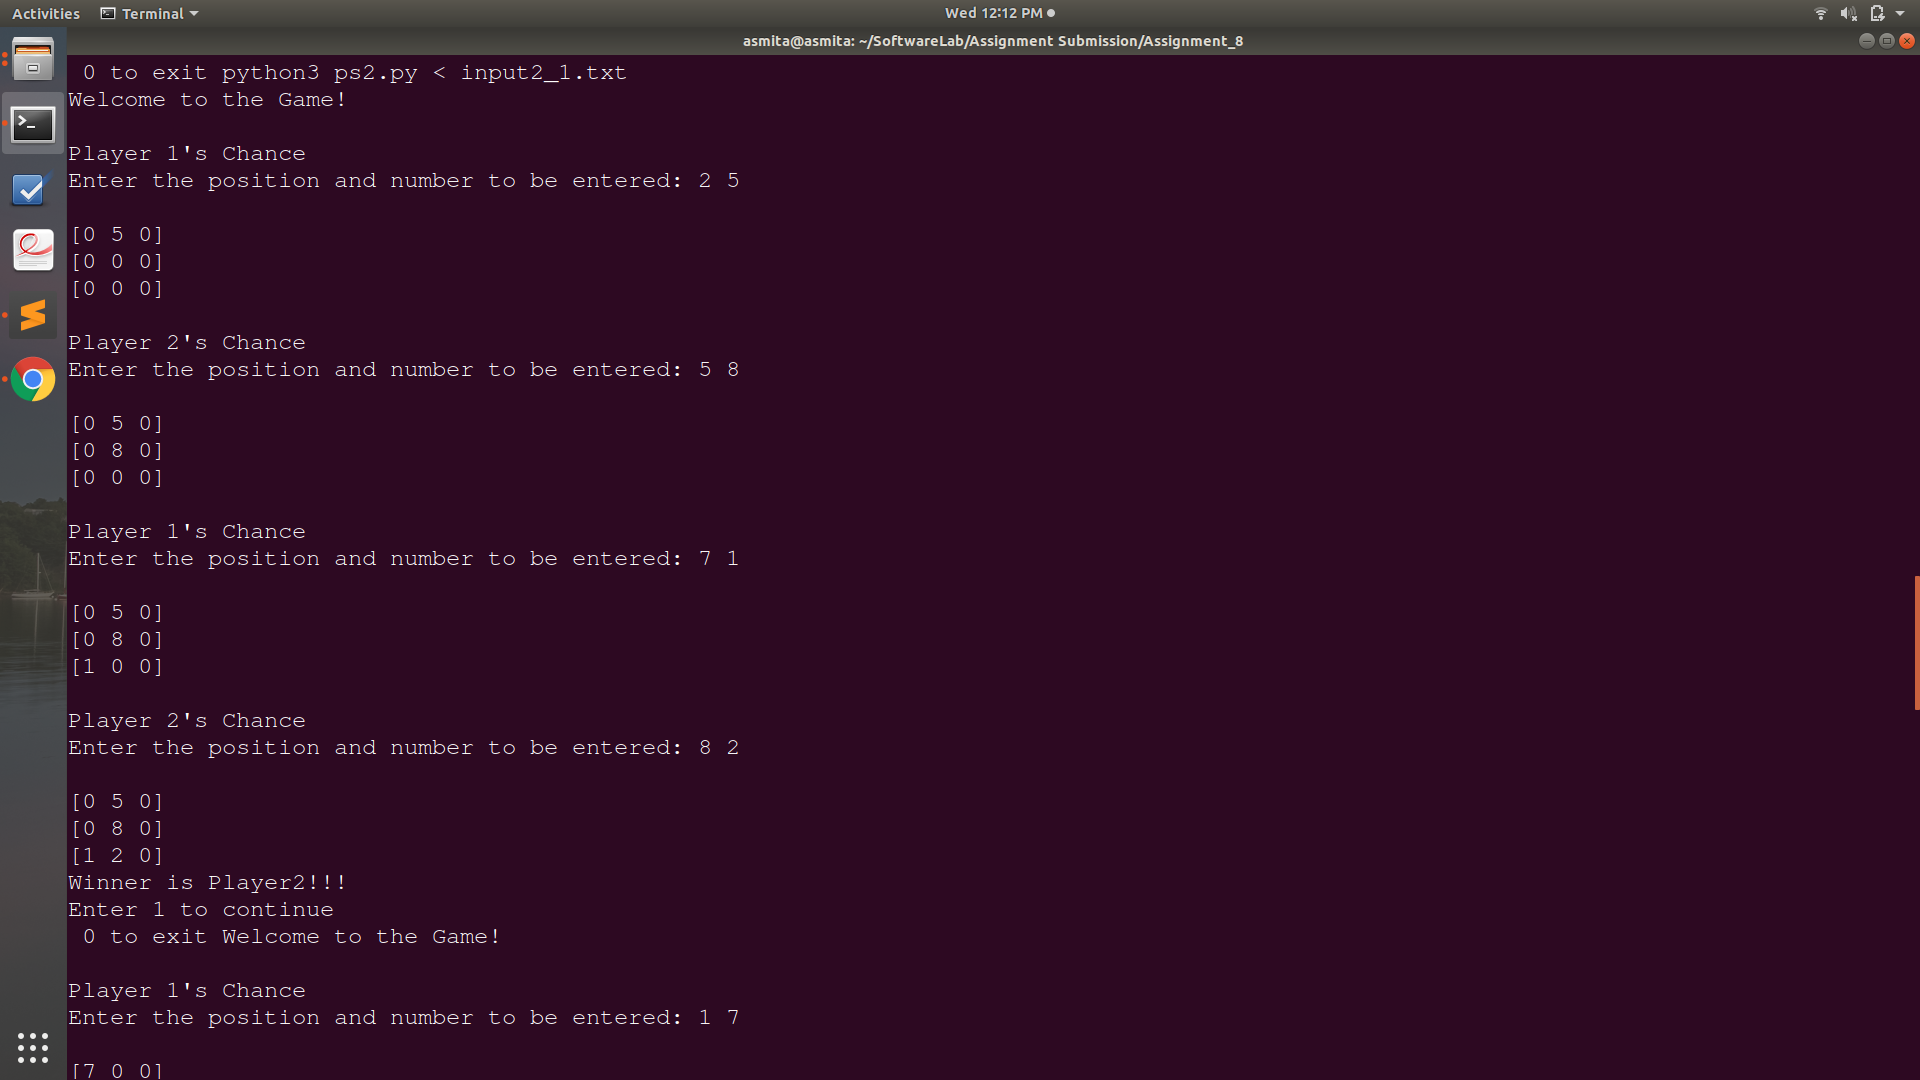 Activities Terminal Wed 12:12 PM
asmita@asmita: ~/SoftwareLab/Assignment Submission/Assignment_8
0 to exit python3 ps2.py < input2_1.txt
Welcome to the Game!
Player 1's Chance
Enter the position and number to be entered: 2 5
[0 5 0]
[0 0 0]
[0 0 0]
Player 2's Chance
Enter the position and number to be entered: 5 8
[0 5 0]
[0 8 0]
[0 0 0]
Player 1's Chance
Enter the position and number to be entered: 7 1
[0 5 0]
[0 8 0]
[1 0 0]
Player 2's Chance
Enter the position and number to be entered: 8 2
[0 5 0]
[0 8 0]
[1 2 0]
Winner is Player2!!!
Enter 1 to continue
0 to exit Welcome to the Game!
Player 1's Chance
Enter the position and number to be entered: 1 7
[7 0 0]